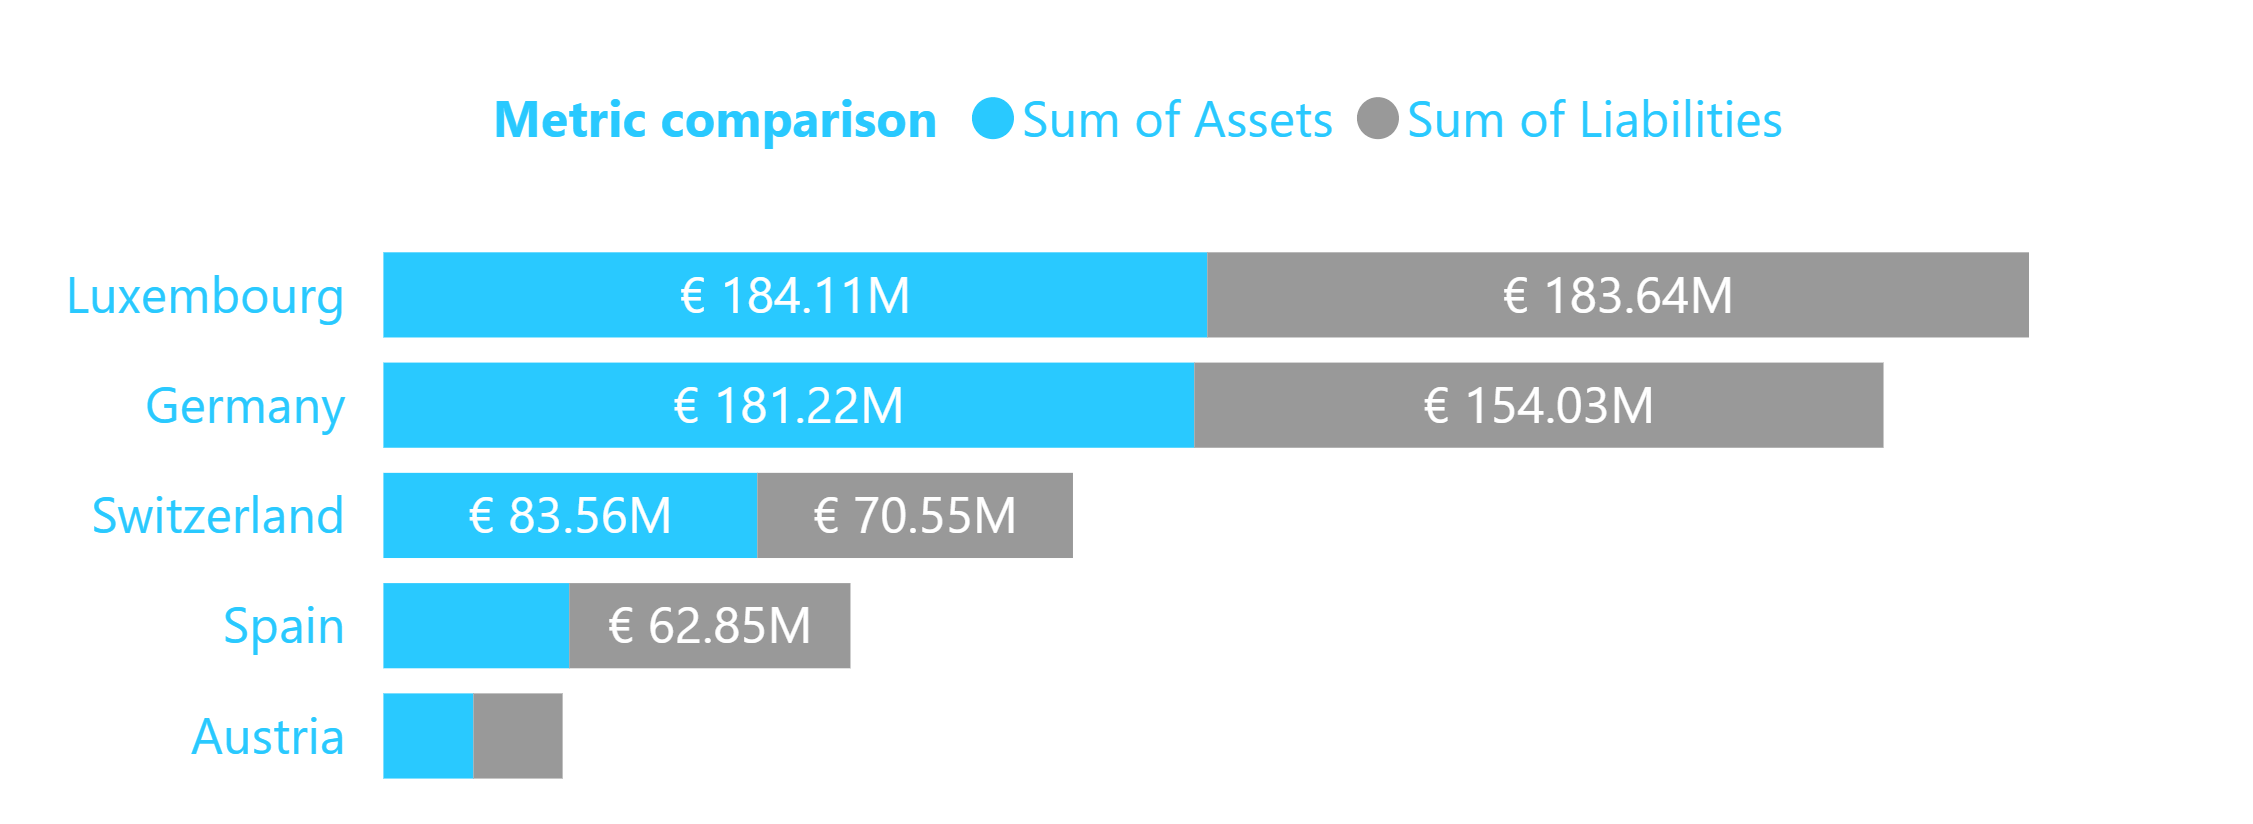 Metric comparison Sum of Assets Sum of Liabilities
Luxembourg € 184.11M € 183.64M
Germany € 181.22M € 154.03M
Switzerland € 83.56M € 70.55M
Spain € 62.85M
Austria